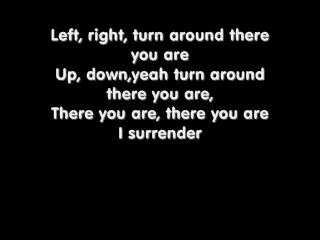 Left, right, turn around there
you are
Up, down,yeah turn around
there you are,
There you are, there you are
I surrender